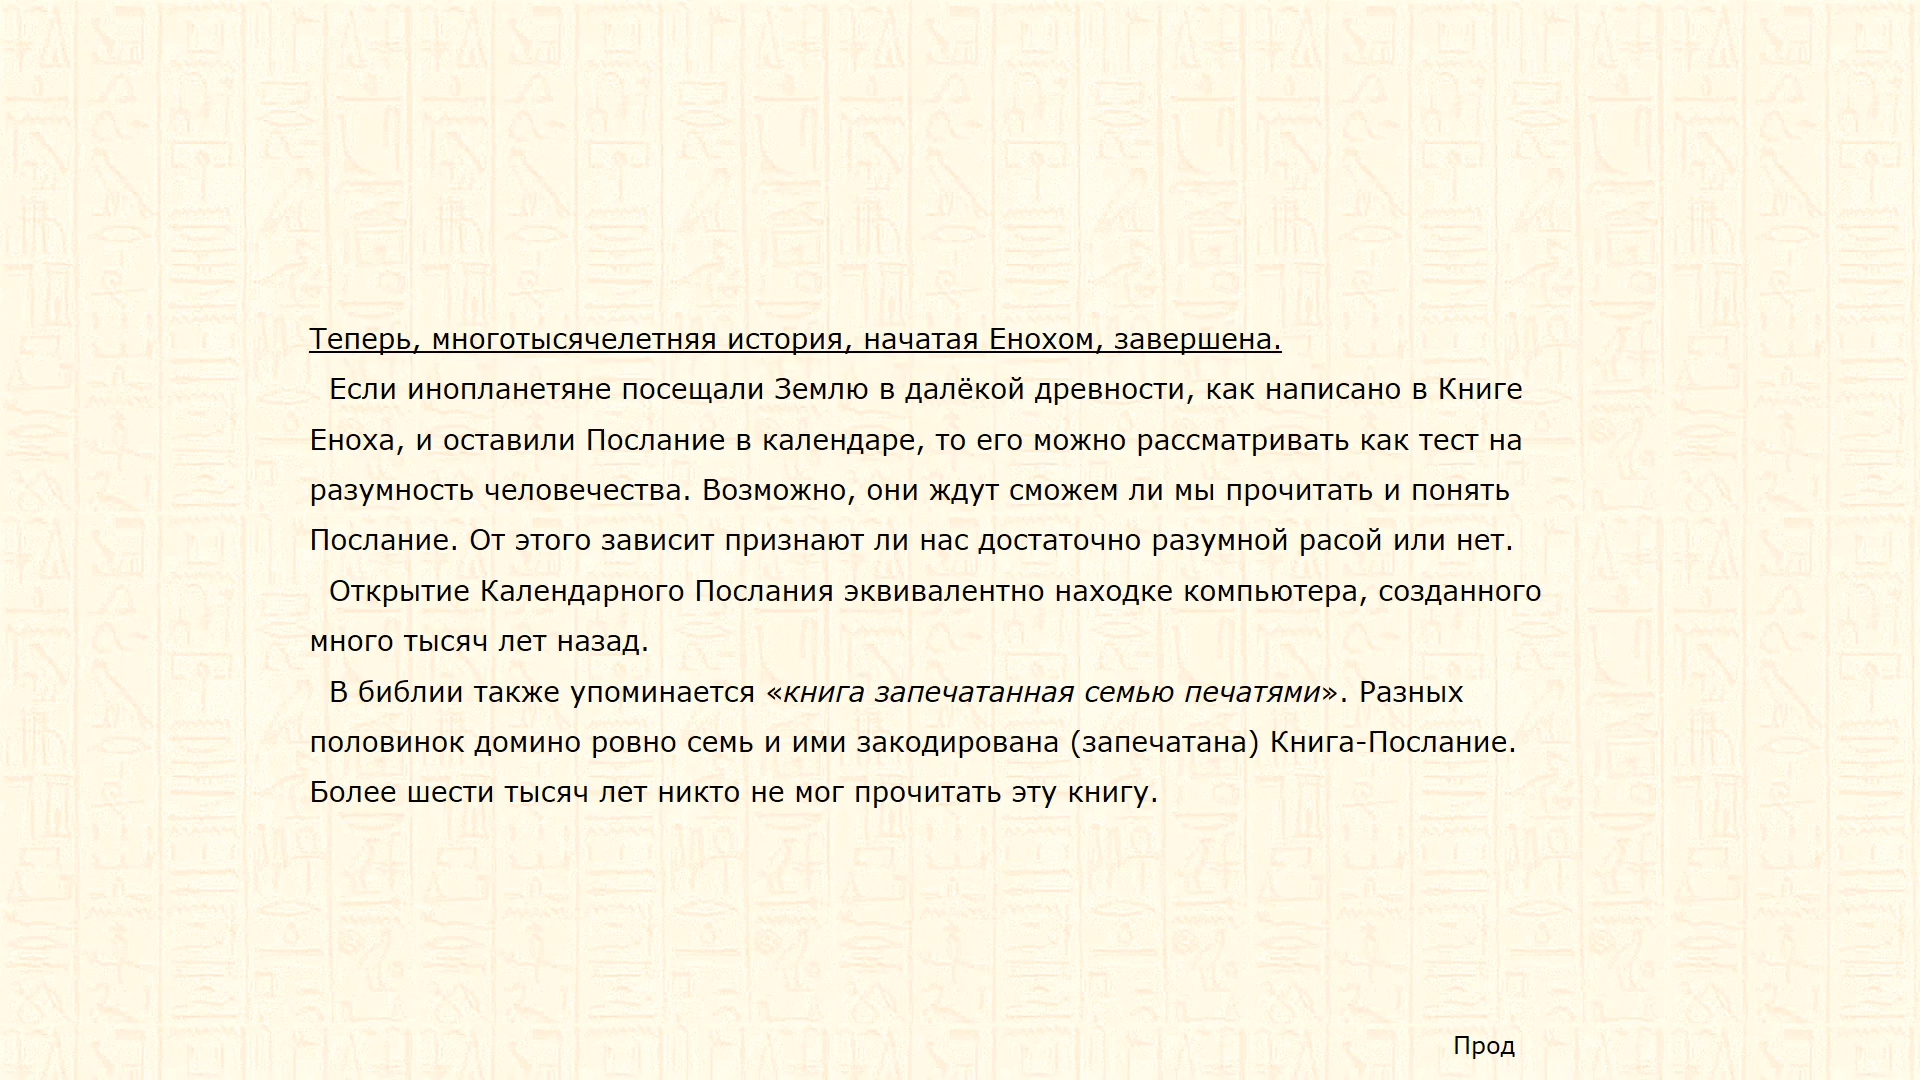 Теперь, многотысячелетняя история, начатая Енохом, завершена.
Если инопланетяне посещали Землю в далёкой древности, как написано в Книге
Еноха, и оставили Послание в календаре, то его можно рассматривать как тест на
разумность человечества. Возможно, они ждут сможем ли мы прочитать и понять
Послание. От этого зависит признают ли нас достаточно разумной расой или нет.
Открытие Календарного Послания эквивалентно находке компьютера, созданного
много тысяч лет назад.
В библии также упоминается «книга запечатанная семью печатями». Разных
половинок домино ровно семь и ими закодирована (запечатана) Книга-Послание.
Более шести тысяч лет никто не мог прочитать эту книгу.
Прод